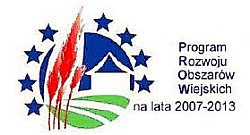 Program
Rozwoju
Obszarów
Wiejskich
na lata 2007-2013